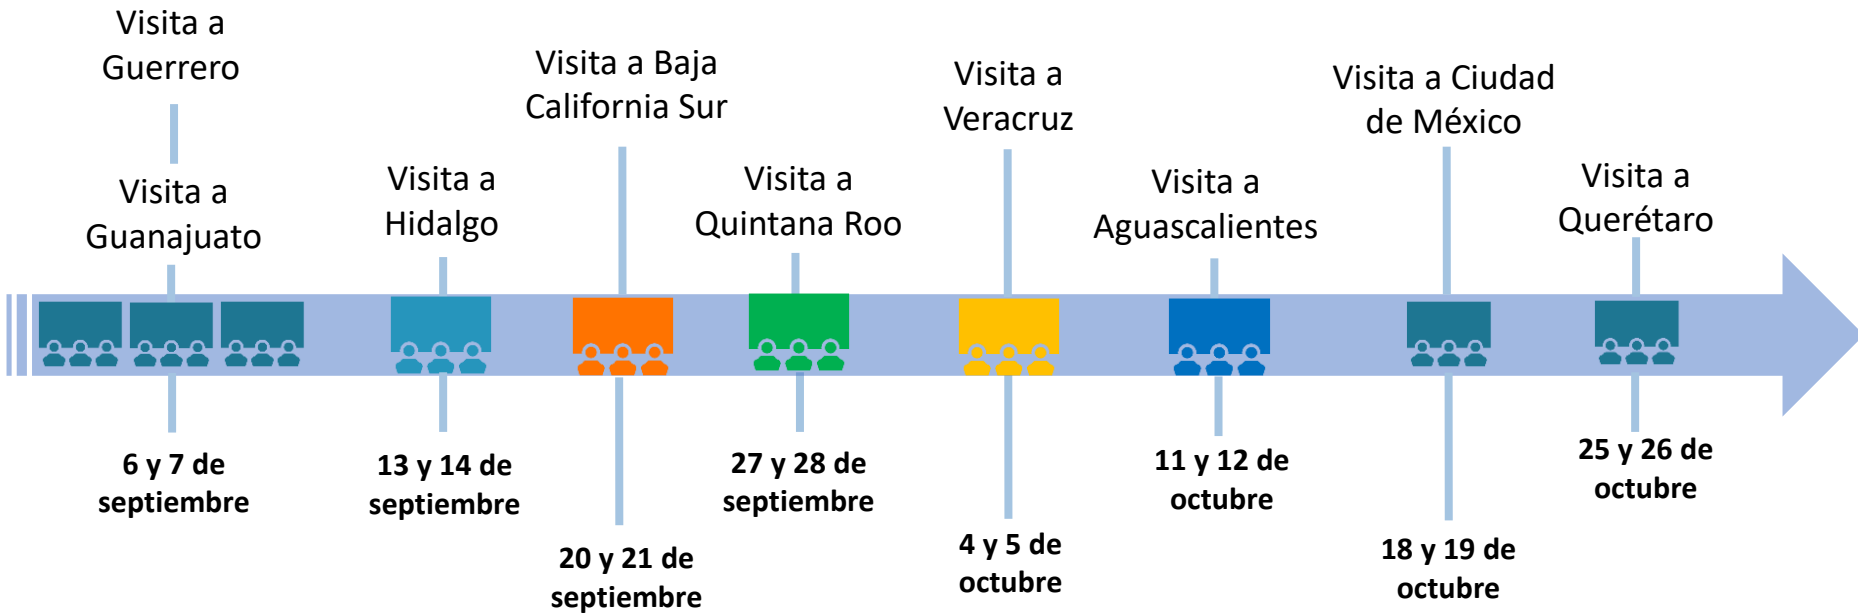 Visita a
Guerrero
Visita a
Guanajuato
6 y 7 de
septiembre
Visita a
Hidalgo
13 y 14 de
septiembre
Visita a Baja
California Sur
20 y 21 de
septiembre
Visita a
Quintana Roo
27 y 28 de
septiembre
Visita a
Veracruz
4 y 5 de
octubre
Visita a
Aguascalientes
11 y 12 de
octubre
Visita a Ciudad
de México
18 y 19 de
octubre
Visita a
Querétaro
25 y 26 de
octubre